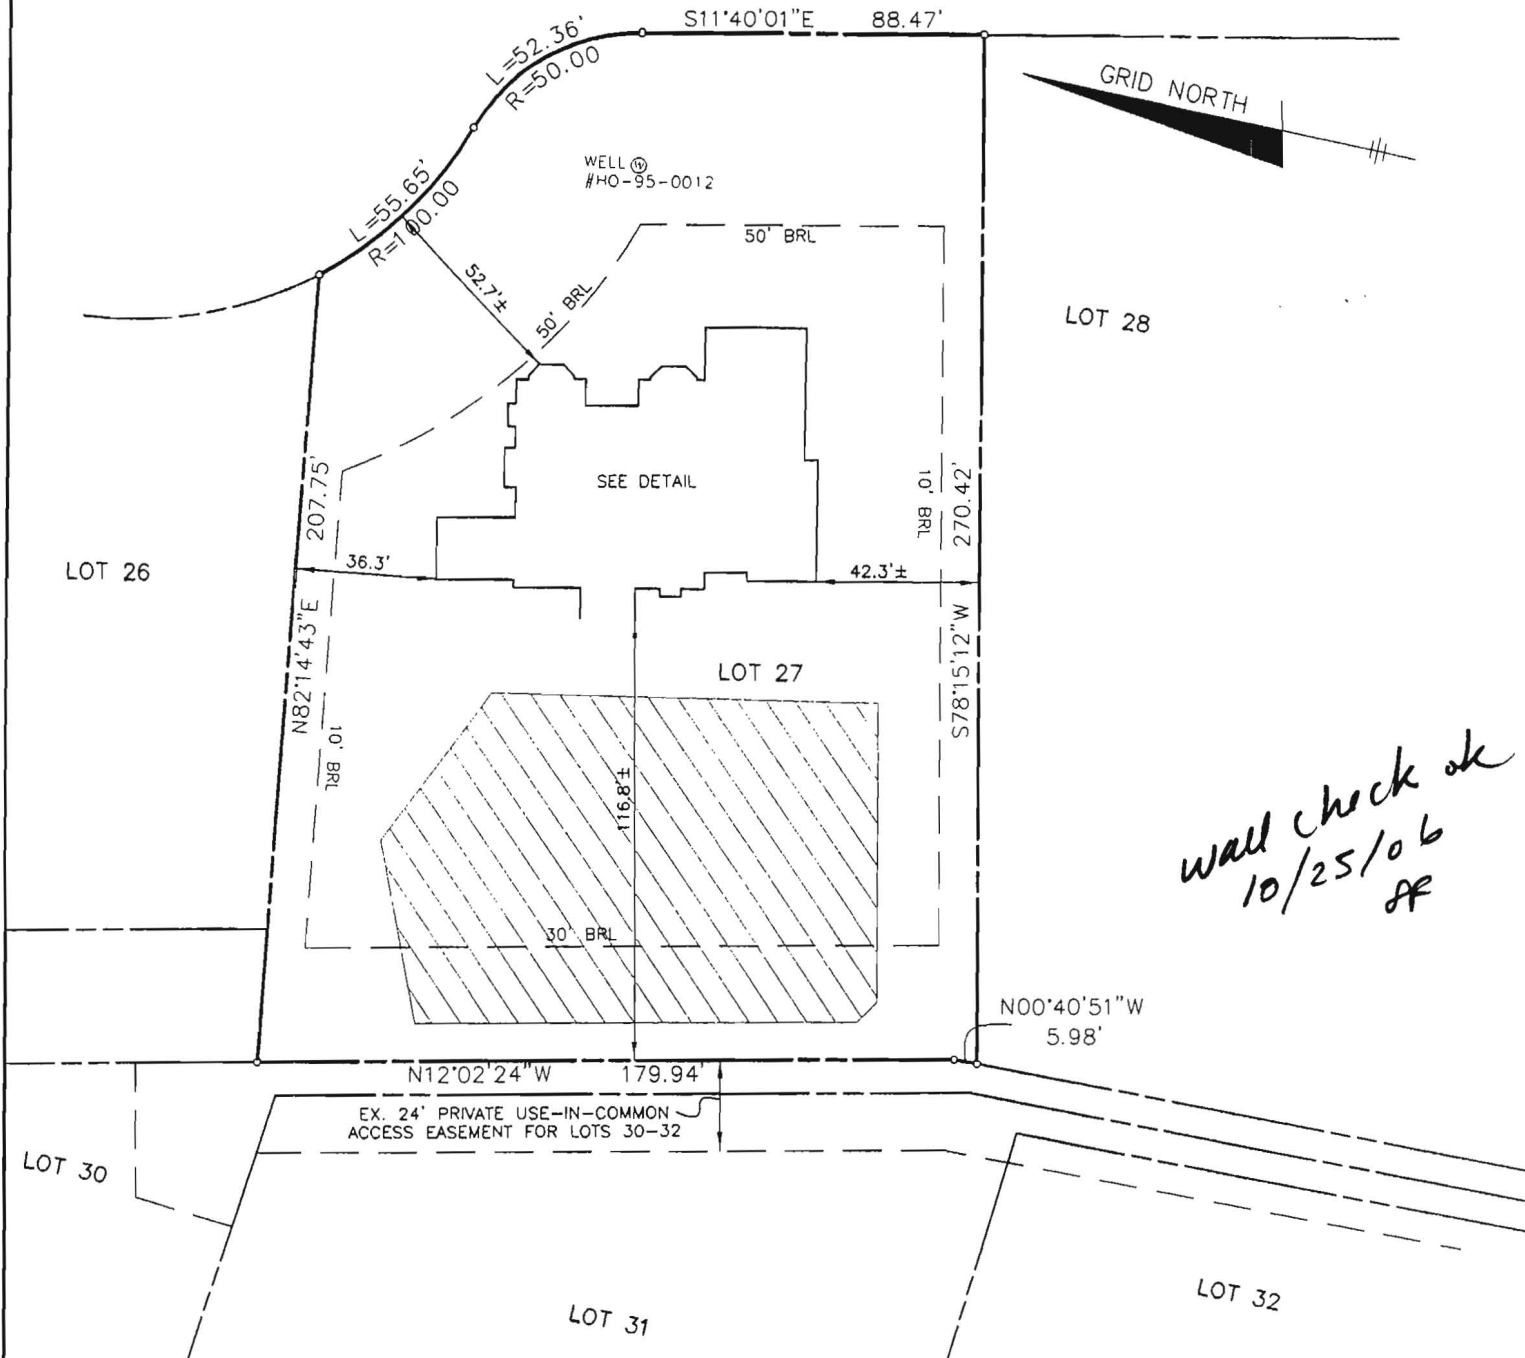 S11°40'01"E 88.47'
L=52.36'
R=50.00
GRID NORTH
WELL W
#HO-95-0012
L=55.65'
R=100.00
50' BRL
52.7'±
50' BRL
LOT 28
SEE DETAIL
207.75'
10' BRL
270.42'
LOT 26
36.3'
42.3'±
N82°14'43"E
S78°15'12"W
LOT 27
10' BRL
116.8'±
wall check ok
10/25/06
30' BRL
N00°40'51"W
5.98'
N12°02'24"W 179.94'
EX. 24' PRIVATE USE-IN-COMMON
ACCESS EASEMENT FOR LOTS 30-32
LOT 30
LOT 32
LOT 31